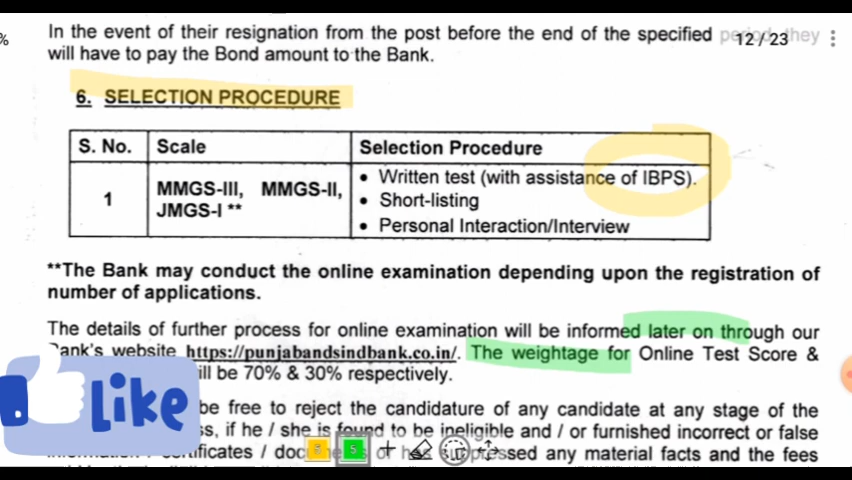 In the event of their resignation from the post before the end of the specified period, they
12 / 23
%
will have to pay the Bond amount to the Bank.
6. SELECTION PROCEDURE
S. No. Scale Selection Procedure
1 MMGS-III, MMGS-II, JMGS-I **
• Written test (with assistance of IBPS).
• Short-listing
• Personal Interaction/Interview
**The Bank may conduct the online examination depending upon the registration of
number of applications.
The details of further process for online examination will be informed later on through our
Bank's website https://punjabandsindbank.co.in/. The weightage for Online Test Score &
ill be 70% & 30% respectively.
Like
be free to reject the candidature of any candidate at any stage of the
s, if he / she is found to be ineligible and / or furnished incorrect or false
certificates / any material facts and the fees